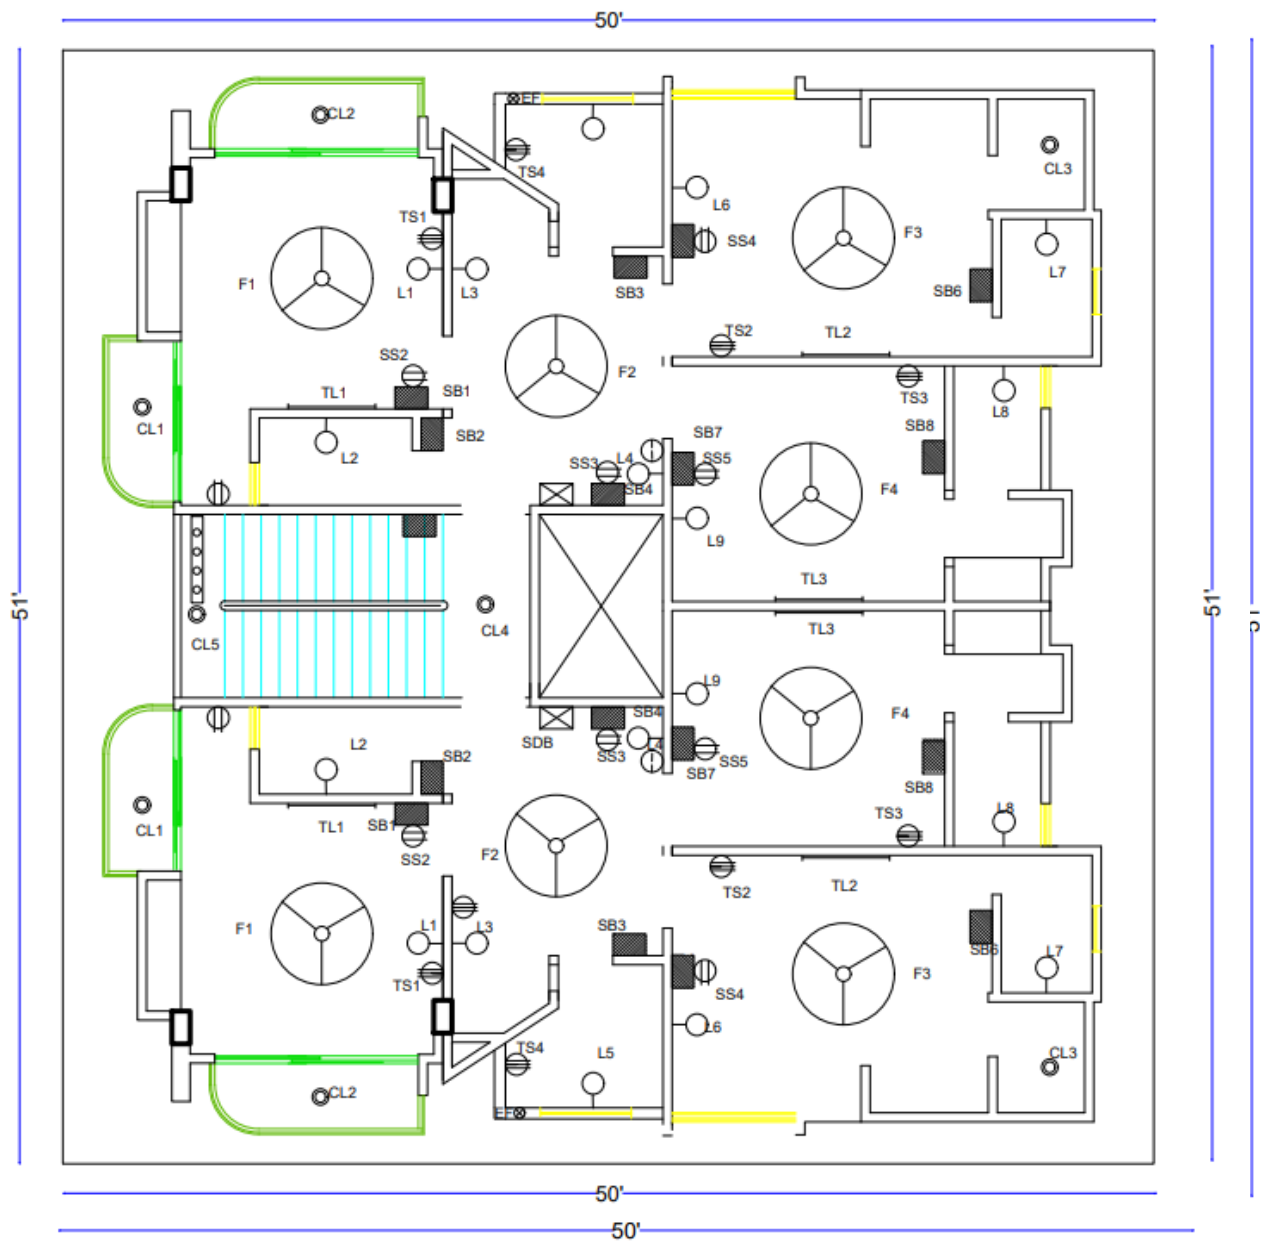 50'
CL2
EF
TS4
CL3
L6
TS1
F3
SS4
L7
F1
L1
L3
SB3
SB6
TS2
TL2
SS2
F2
TL1
SB1
TS3
L8
CL1
SB2
SB7
SB8
L2
SS3
L4
SS5
SB4
F4
L9
TL3
51'
51'
51'
CL4
CL5
TL3
L9
SB4
F4
SDB
L2
SB2
SS3
L4
SS5
SB7
SB8
TL1
SB1
CL1
TS3
L8
SS2
F2
TS2
TL2
F1
L1
L3
SB3
SB6
L7
TS1
SS4
F3
L6
TS4
L5
CL3
CL2
EF
50'
50'